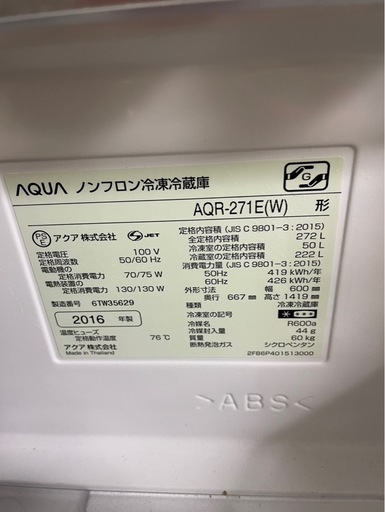 AQUA ノンフロン冷凍冷蔵庫
AQR-271E(W) 形
PS E アクア株式会社 JET
定格電圧 100 V
定格周波数 50/60 Hz
電動機の
定格消費電力 70/75 W
電熱装置の
定格消費電力 130/130 W
製造番号 6TW35629
2016 年製
温度ヒューズ
定格動作温度 76℃
アクア株式会社
Made in Thailand
定格内容積 (JIS C 9801-3:2015)
全定格内容積 272 L
冷凍室の定格内容積 50 L
冷蔵室の定格内容積 222 L
消費電力量 (JIS C 9801-3:2015)
50Hz 419 kWh/年
60Hz 426 kWh/年
外形寸法 幅 600 mm
奥行 667 mm 高さ 1419 mm
種類 冷凍冷蔵庫
冷凍室の記号
冷媒名 R600a
冷媒封入量 44 g
質量 60 kg
断熱発泡ガス シクロペンタン
2FB6P401513000
>ABS<